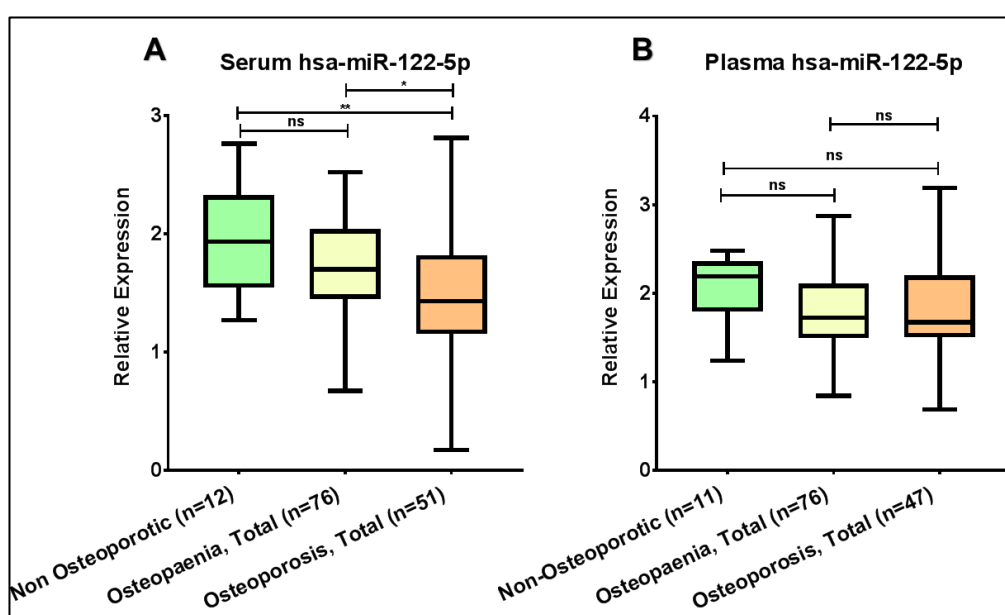 A
Serum hsa-miR-122-5p
*
**
ns
3
2
1
0
Relative Expression
Non Osteoporotic (n=12)
Osteopaenia, Total (n=76)
Osteoporosis, Total (n=51)
B
Plasma hsa-miR-122-5p
ns
ns
ns
4
3
2
1
0
Relative Expression
Non-Osteoporotic (n=11)
Osteopaenia, Total (n=76)
Osteoporosis, Total (n=47)